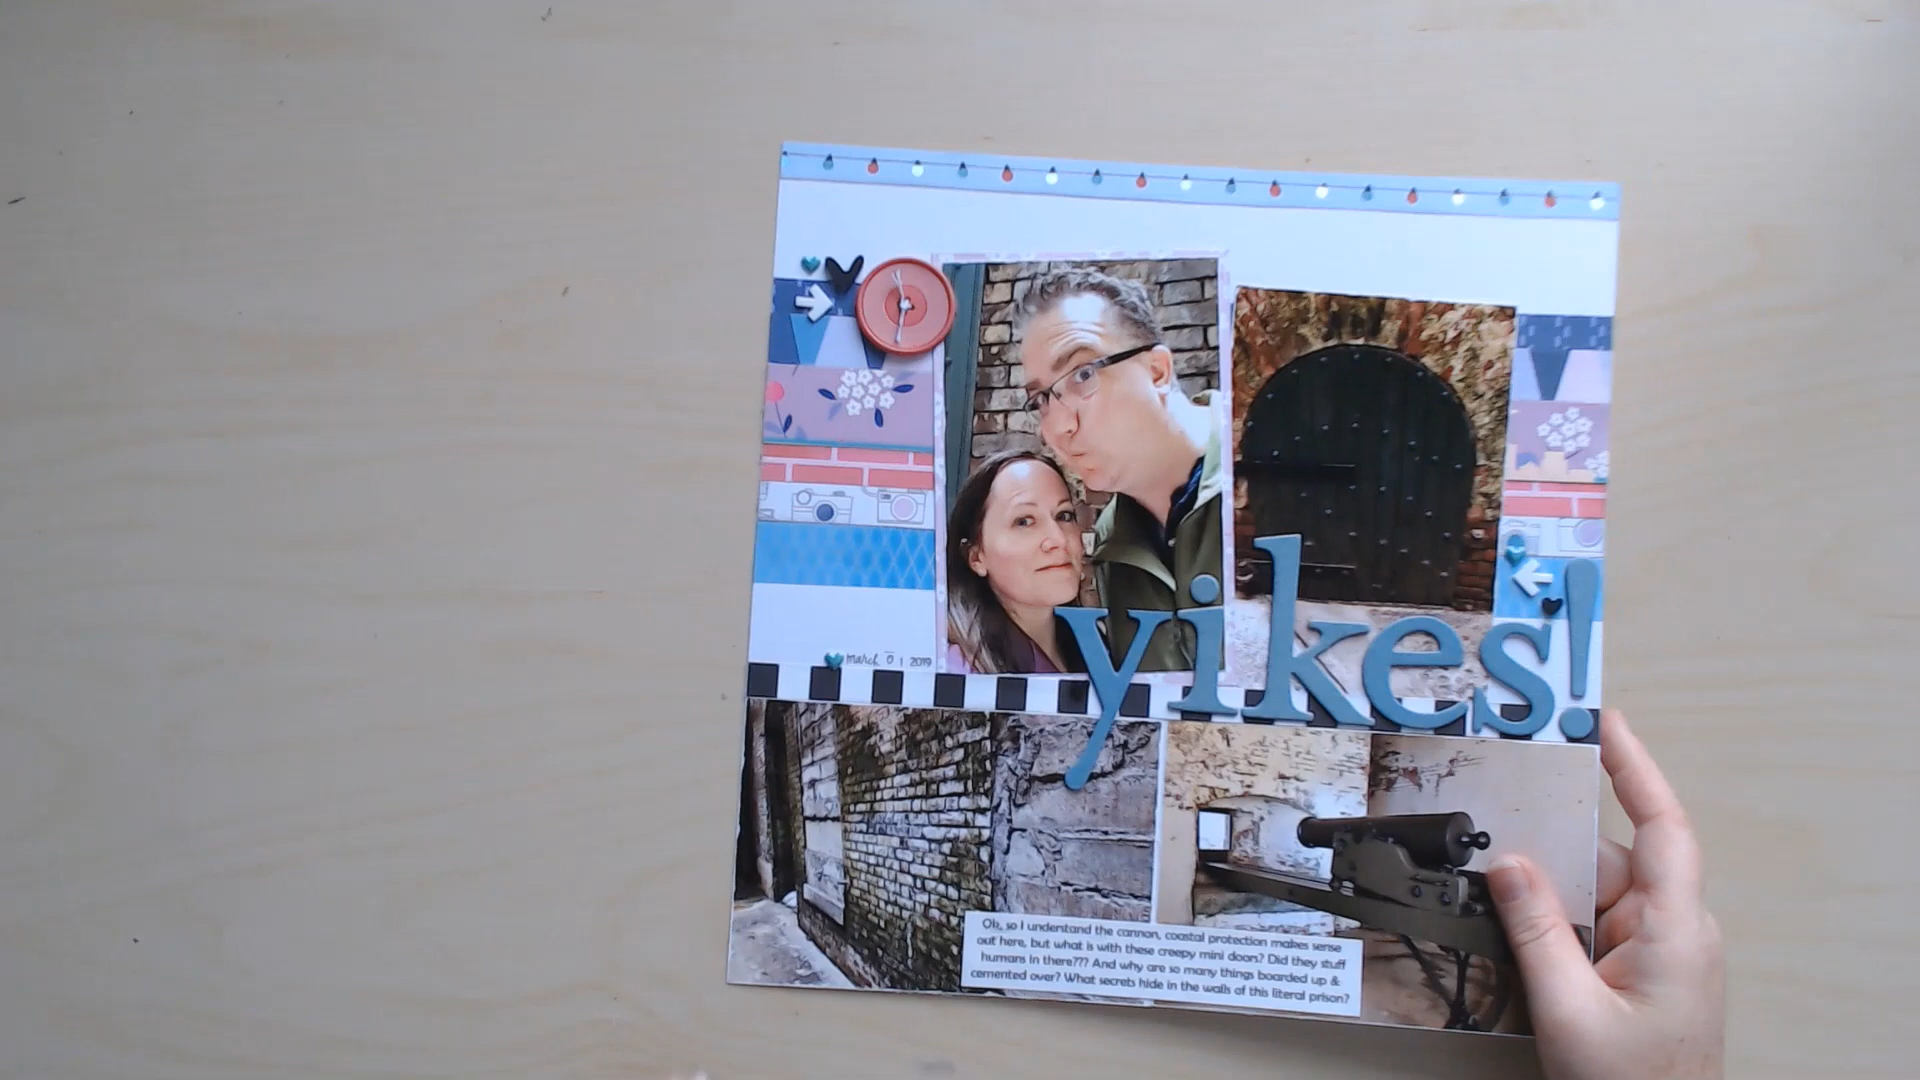 march 01 2019
yikes!
Ok, so I understand the cannon, coastal protection makes sense
out here, but what is with these creepy mini doors? Did they stuff
humans in there??? And why are so many things boarded up &
cemented over? What secrets hide in the walls of this literal prison?